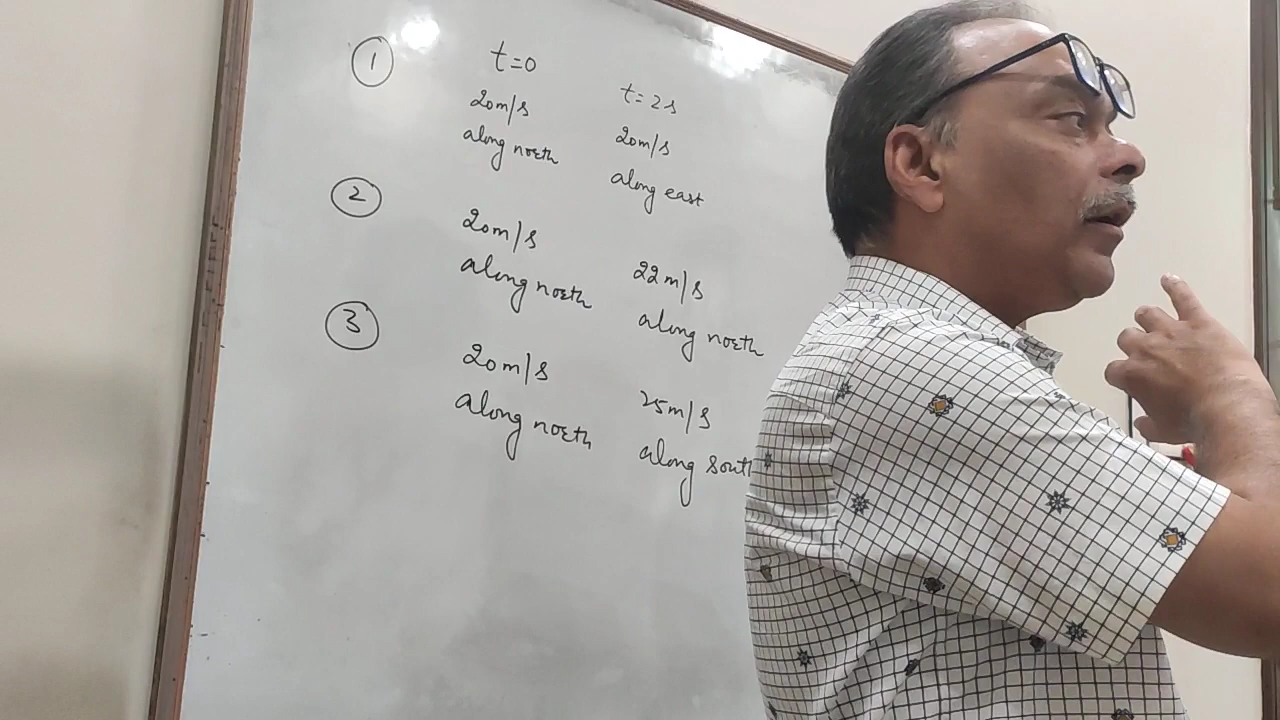 1
t=0
t=2s
20m/s
along north
20m/s
along east
2
20m/s
along north
22m/s
along north
3
20m/s
along north
25m/s
along south